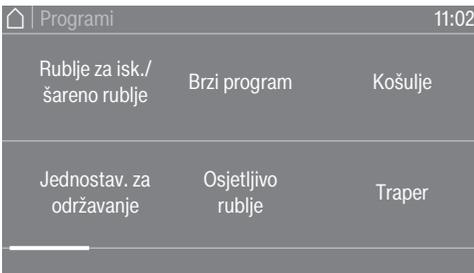 Programi 11:02
Rublje za isk./
šareno rublje
Brzi program
Košulje
Jednostav. za
održavanje
Osjetljivo
rublje
Traper